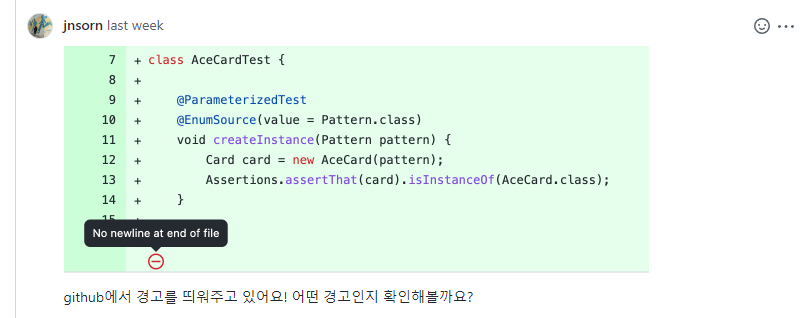 jnsorn last week
7 + class AceCardTest {
8 +
9 + @ParameterizedTest
10 + @EnumSource(value = Pattern.class)
11 + void createInstance(Pattern pattern) {
12 + Card card = new AceCard(pattern);
13 + Assertions.assertThat(card).isInstanceOf(AceCard.class);
14 + }
No newline at end of file
github에서 경고를 띄워주고 있어요! 어떤 경고인지 확인해볼까요?